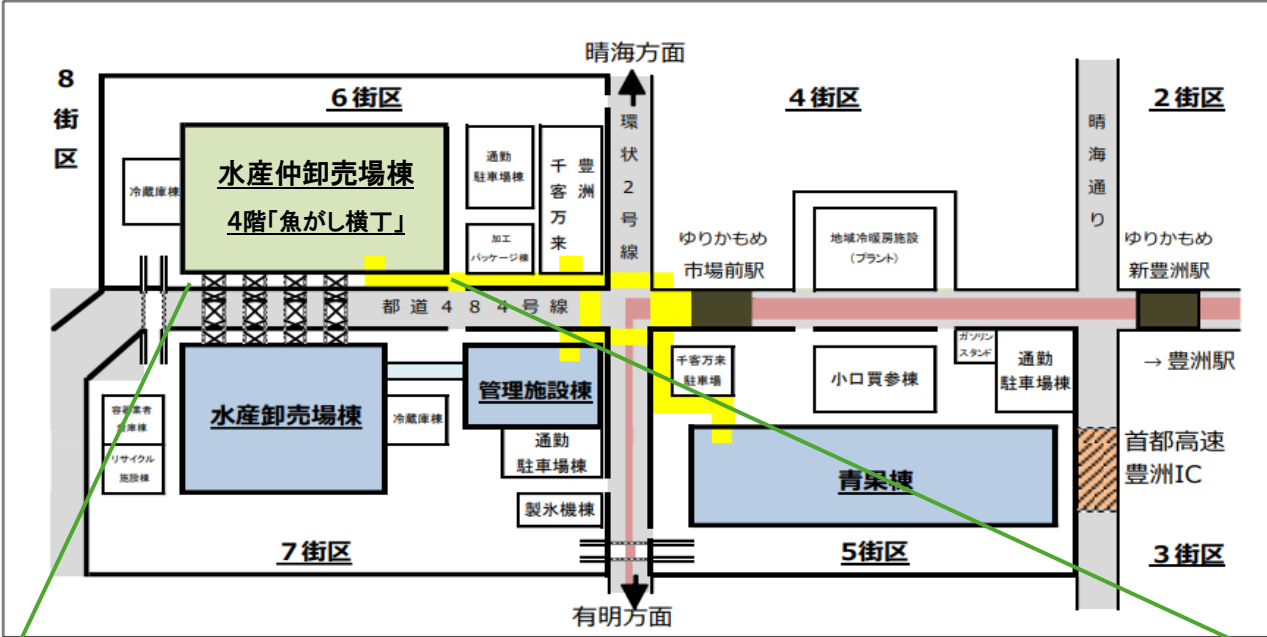 晴海方面
8街区
6街区
4街区
2街区
水産仲卸売場棟
4階「魚がし横丁」
冷蔵庫棟
通勤
駐車場棟
加工
パッケージ棟
豊洲
千客万来
環状2号線
晴海通り
ゆりかもめ
市場前駅
地域冷暖房施設
(プラント)
ゆりかもめ
新豊洲駅
都道484号線
→ 豊洲駅
水産卸売場棟
冷蔵庫棟
管理施設棟
通勤
駐車場棟
製氷機棟
リサイクル
施設棟
千客万来
駐車場
小口買参棟
ガソリン
スタンド
通勤
駐車場棟
青果棟
首都高速
豊洲IC
7街区
5街区
3街区
有明方面